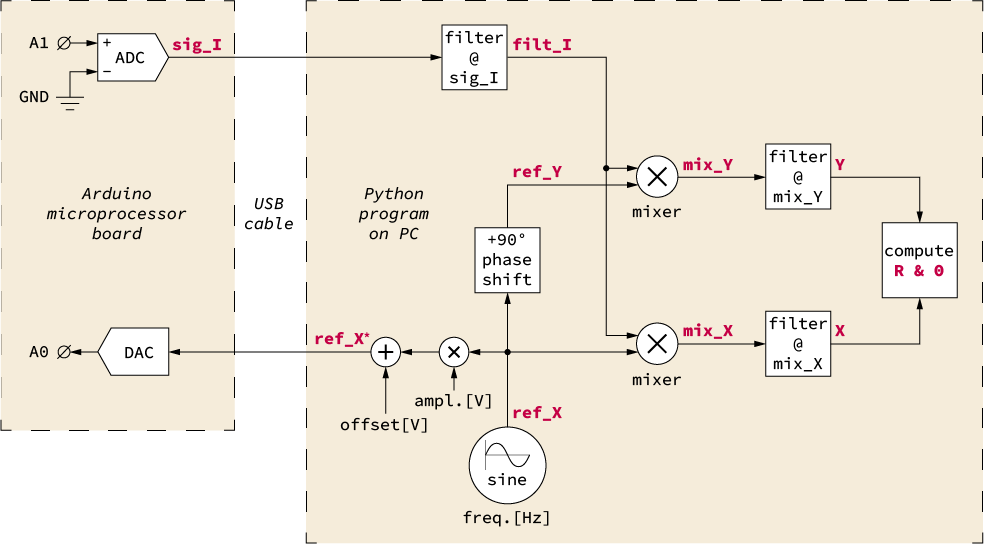 A1
+
−
ADC
GND
sig_I
filter
@
sig_I
filt_I
Arduino
microprocessor
board
USB
cable
Python
program
on PC
ref_Y
+90°
phase
shift
mixer
mix_Y
filter
@
mix_Y
Y
compute
R & θ
A0
DAC
ref_X*
ampl.[V]
offset[V]
ref_X
sine
freq.[Hz]
mixer
mix_X
filter
@
mix_X
X